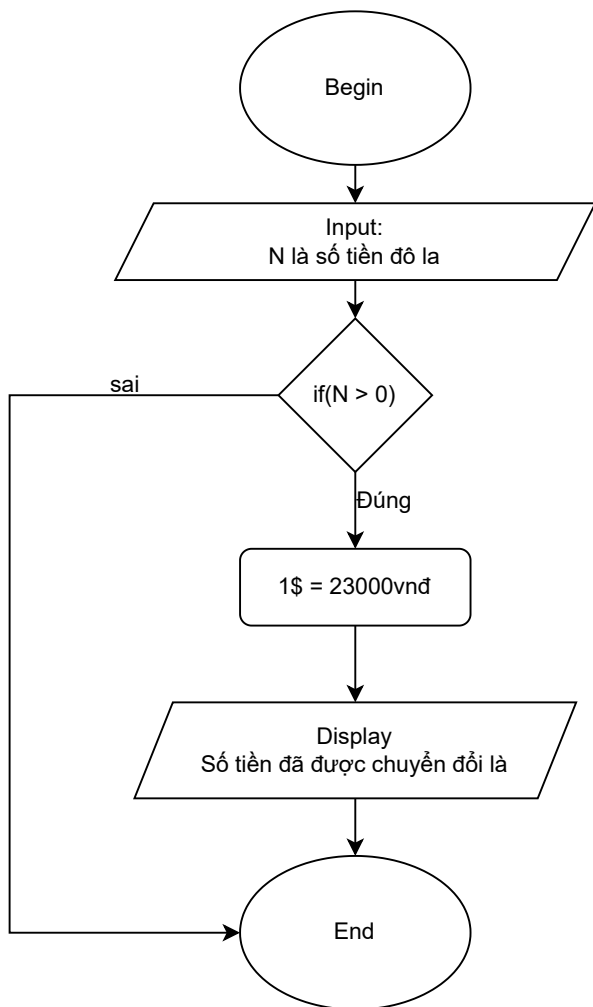 Begin
Input:
N là số tiền đô la
if(N > 0)
sai
Đúng
1$ = 23000vnđ
Display
Số tiền đã được chuyển đổi là
End